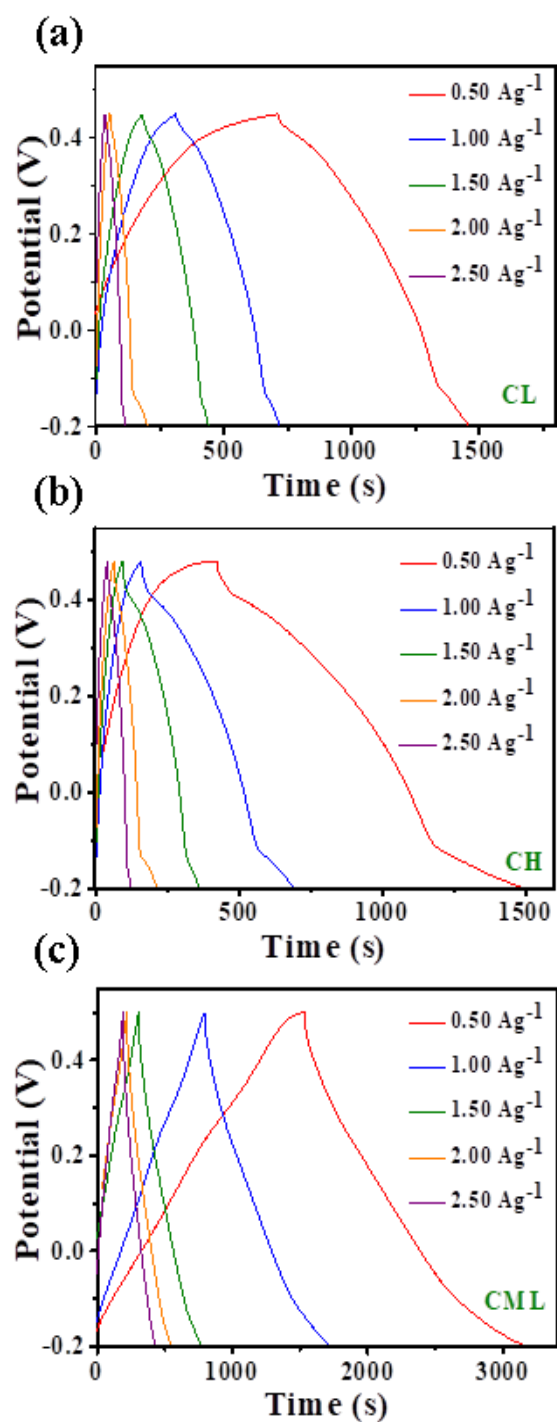 (a)
0.50 Ag⁻¹
1.00 Ag⁻¹
1.50 Ag⁻¹
2.00 Ag⁻¹
2.50 Ag⁻¹
0.4
0.2
0.0
-0.2
Potential (V)
CL
0 500 1000 1500
Time (s)
(b)
0.50 Ag⁻¹
1.00 Ag⁻¹
1.50 Ag⁻¹
2.00 Ag⁻¹
2.50 Ag⁻¹
0.4
0.2
0.0
-0.2
Potential (V)
CH
0 500 1000 1500
Time (s)
(c)
0.50 Ag⁻¹
1.00 Ag⁻¹
1.50 Ag⁻¹
2.00 Ag⁻¹
2.50 Ag⁻¹
0.4
0.2
0.0
-0.2
Potential (V)
CML
0 1000 2000 3000
Time (s)